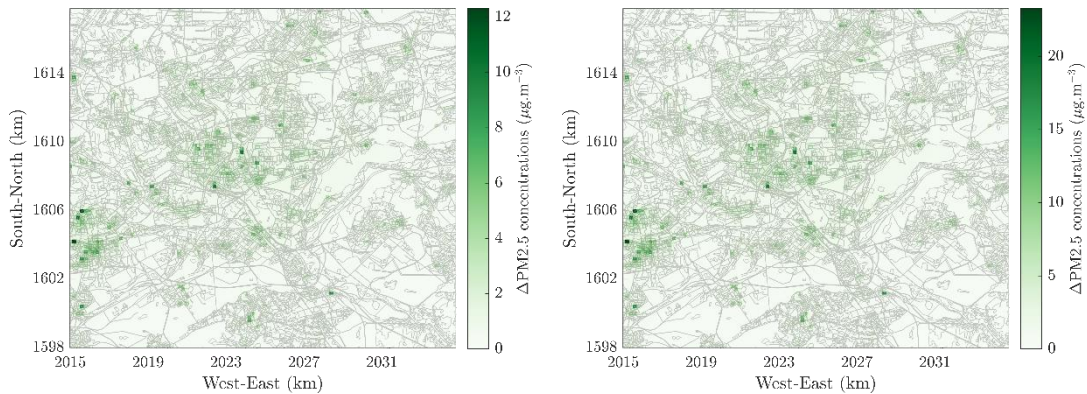 12
10
8
6
4
2
0
ΔPM2.5 concentrations (μg.m⁻³)
South-North (km)
1614
1610
1606
1602
1598
2015 2019 2023 2027 2031
West-East (km)
20
15
10
5
0
ΔPM2.5 concentrations (μg.m⁻³)
South-North (km)
1614
1610
1606
1602
1598
2015 2019 2023 2027 2031
West-East (km)